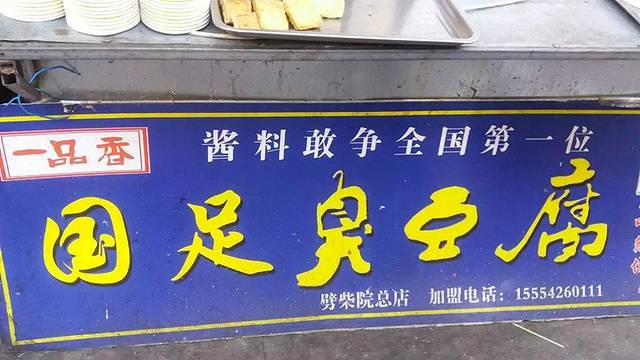 一品香
酱料敢争全国第一位
国足臭豆腐
劈柴院总店 加盟电话：15554260111